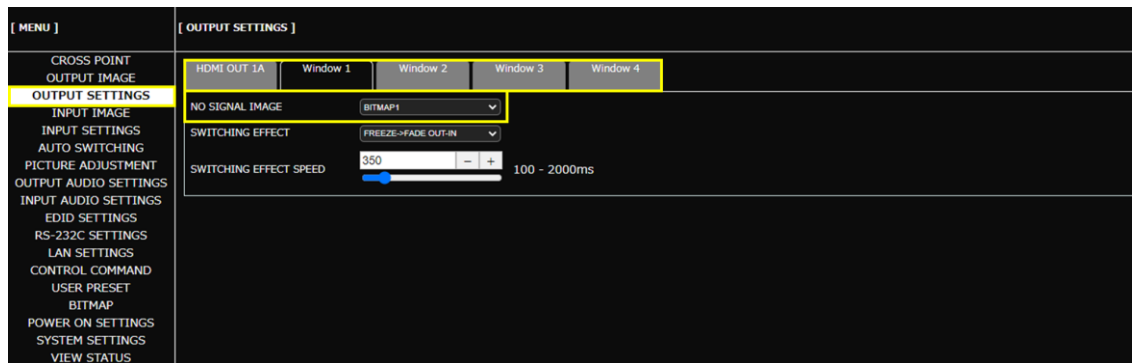 [ MENU ]
[ OUTPUT SETTINGS ]
CROSS POINT
OUTPUT IMAGE
OUTPUT SETTINGS
INPUT IMAGE
INPUT SETTINGS
AUTO SWITCHING
PICTURE ADJUSTMENT
OUTPUT AUDIO SETTINGS
INPUT AUDIO SETTINGS
EDID SETTINGS
RS-232C SETTINGS
LAN SETTINGS
CONTROL COMMAND
USER PRESET
BITMAP
POWER ON SETTINGS
SYSTEM SETTINGS
VIEW STATUS
HDMI OUT 1A Window 1 Window 2 Window 3 Window 4
NO SIGNAL IMAGE BITMAP1
SWITCHING EFFECT FREEZE->FADE OUT-IN
SWITCHING EFFECT SPEED 350 - + 100 - 2000ms